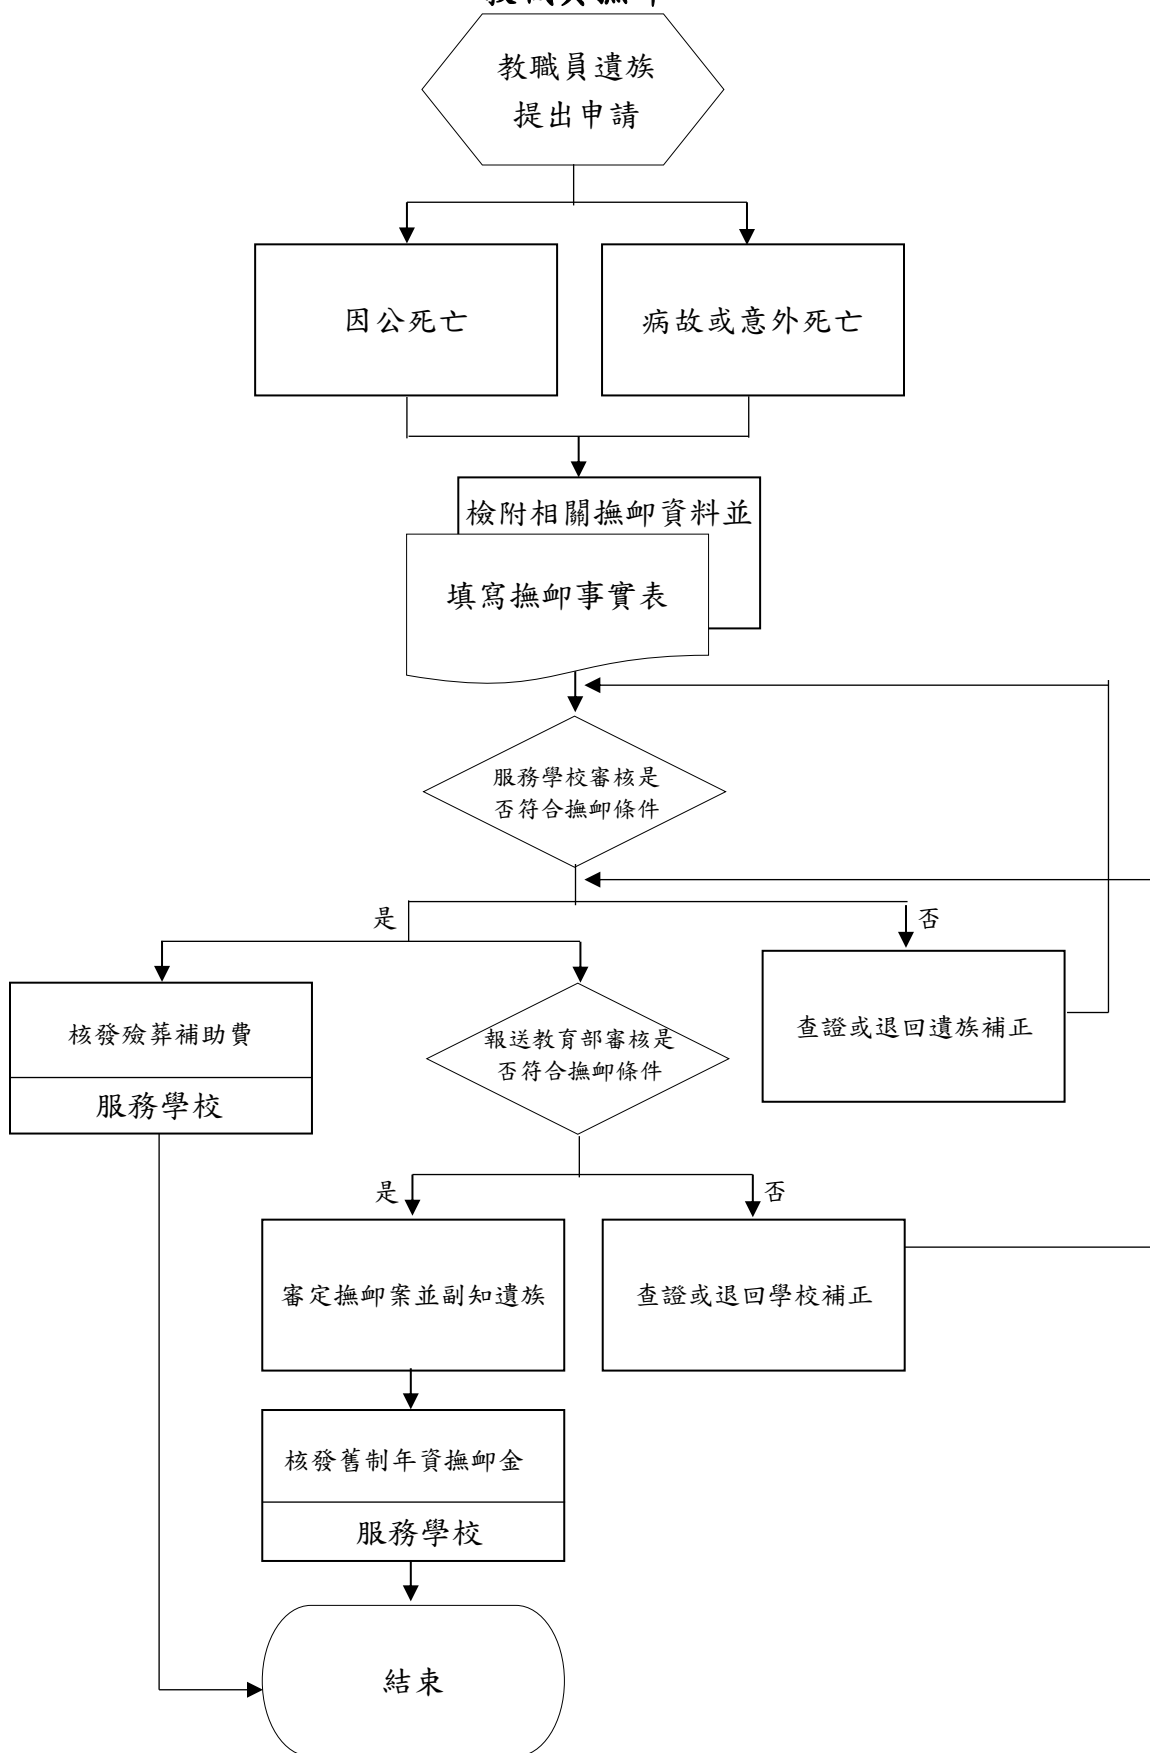 教職員遺族
提出申請
因公死亡
病故或意外死亡
檢附相關撫卹資料並
填寫撫卹事實表
服務學校審核是
否符合撫卹條件
是
否
核發殮葬補助費
服務學校
報送教育部審核是
否符合撫卹條件
查證或退回遺族補正
是
否
審定撫卹案並副知遺族
查證或退回學校補正
核發舊制年資撫卹金
服務學校
結束